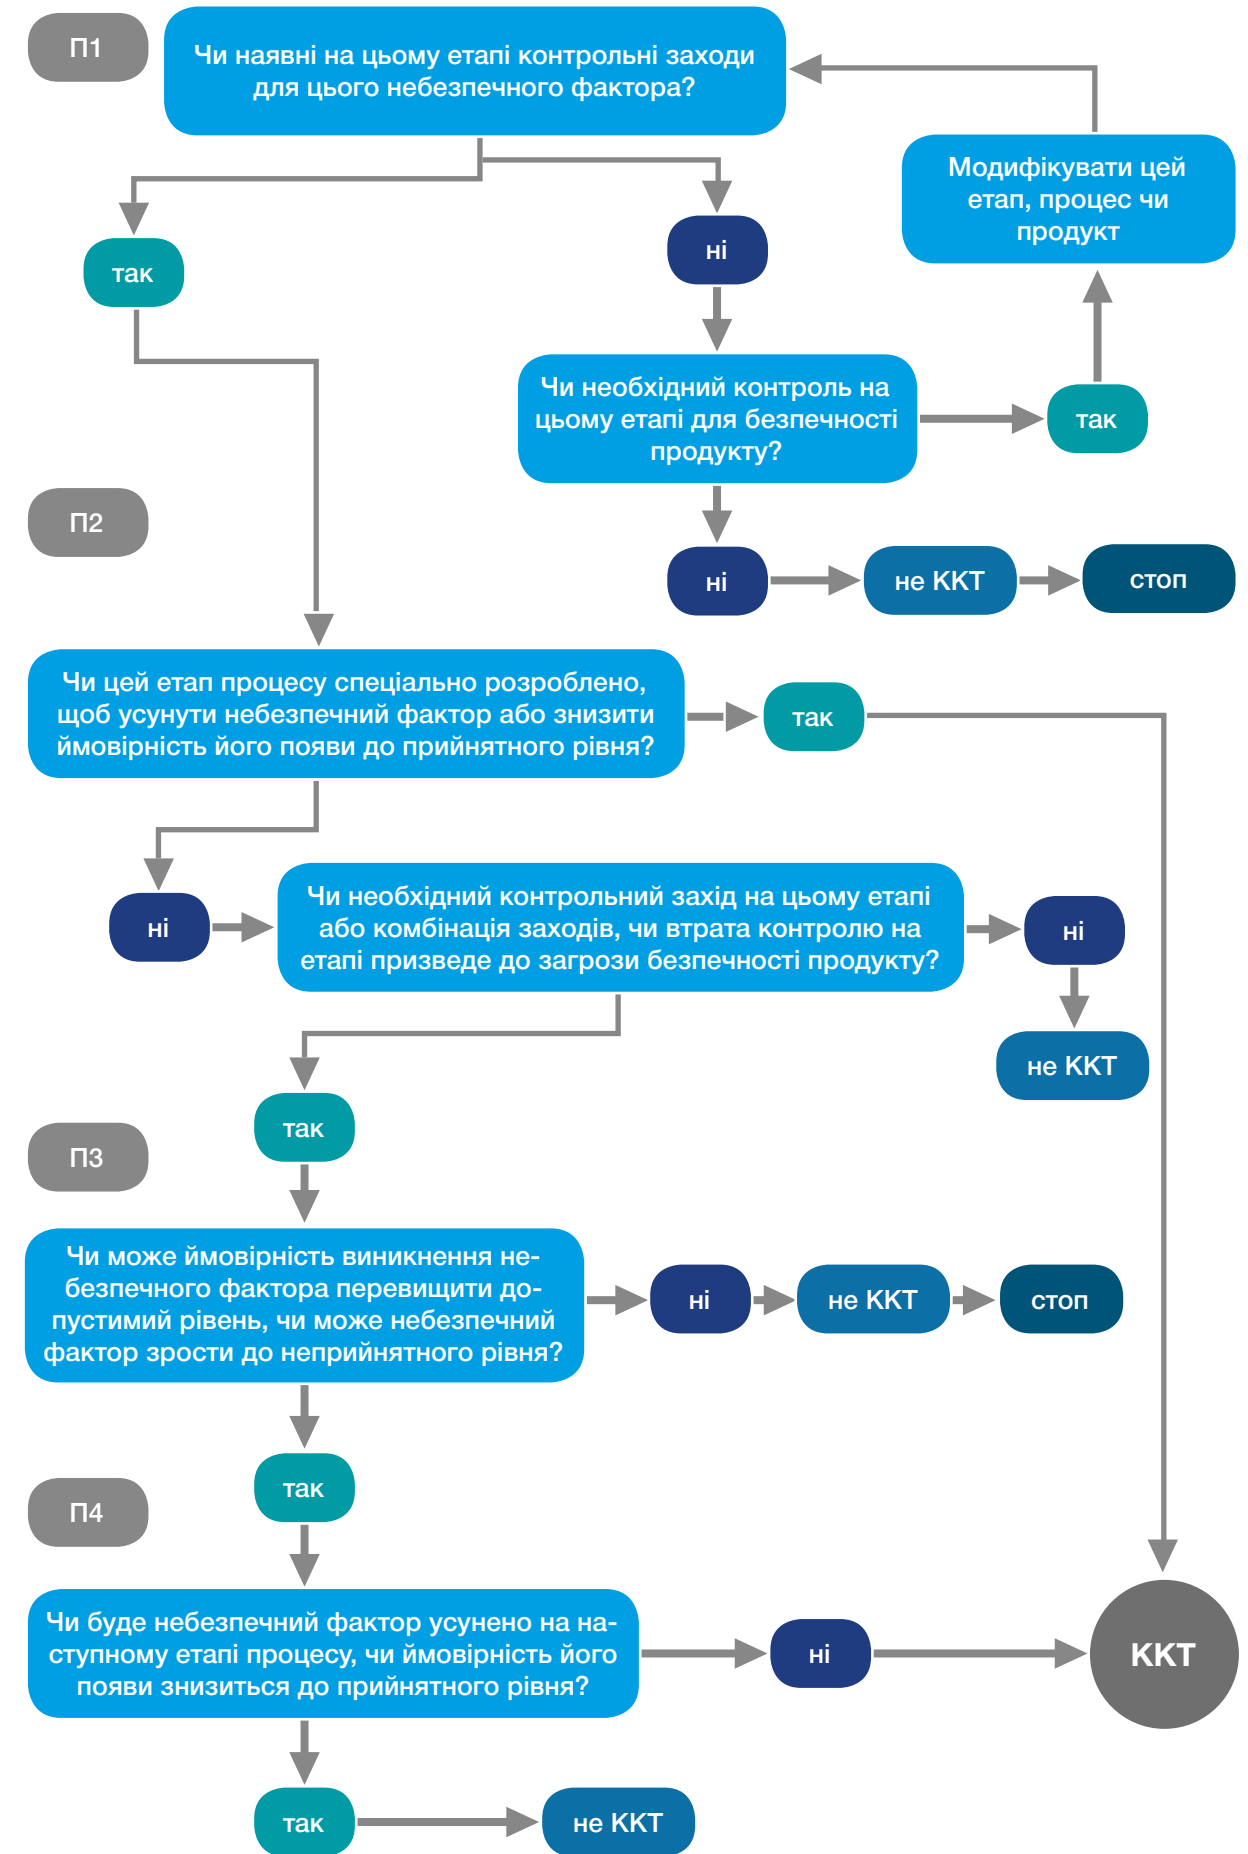 П1
Чи наявні на цьому етапі контрольні заходи
для цього небезпечного фактора?
Модифікувати цей
етап, процес чи
продукт
так
ні
Чи необхідний контроль на
цьому етапі для безпечності
продукту?
так
П2
ні
не ККТ
стоп
Чи цей етап процесу спеціально розроблено,
щоб усунути небезпечний фактор або знизити
ймовірність його появи до прийнятного рівня?
так
ні
Чи необхідний контрольний захід на цьому етапі
або комбінація заходів, чи втрата контролю на
етапі призведе до загрози безпечності продукту?
ні
не ККТ
так
П3
Чи може ймовірність виникнення не-
безпечного фактора перевищити до-
пустимий рівень, чи може небезпечний
фактор зрости до неприйнятного рівня?
ні
не ККТ
стоп
так
П4
Чи буде небезпечний фактор усунено на на-
ступному етапі процесу, чи ймовірність його
появи знизиться до прийнятного рівня?
ні
ККТ
так
не ККТ